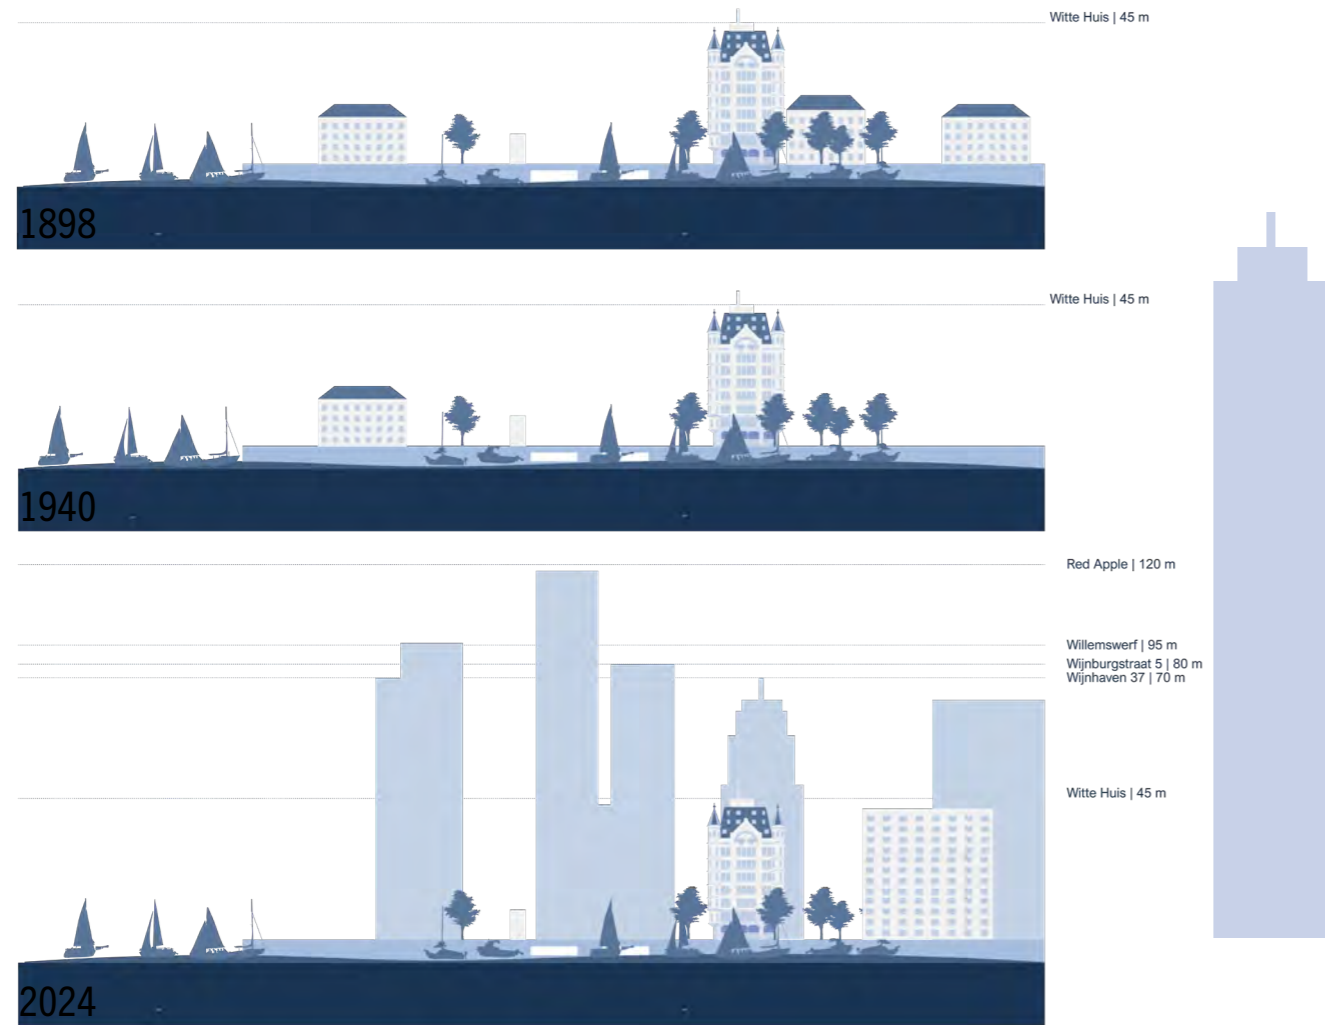 Witte Huis | 45 m
1898
Witte Huis | 45 m
1940
Red Apple | 120 m
Willemswerf | 95 m
Wijnburgstraat 5 | 80 m
Wijnhaven 37 | 70 m
Witte Huis | 45 m
2024